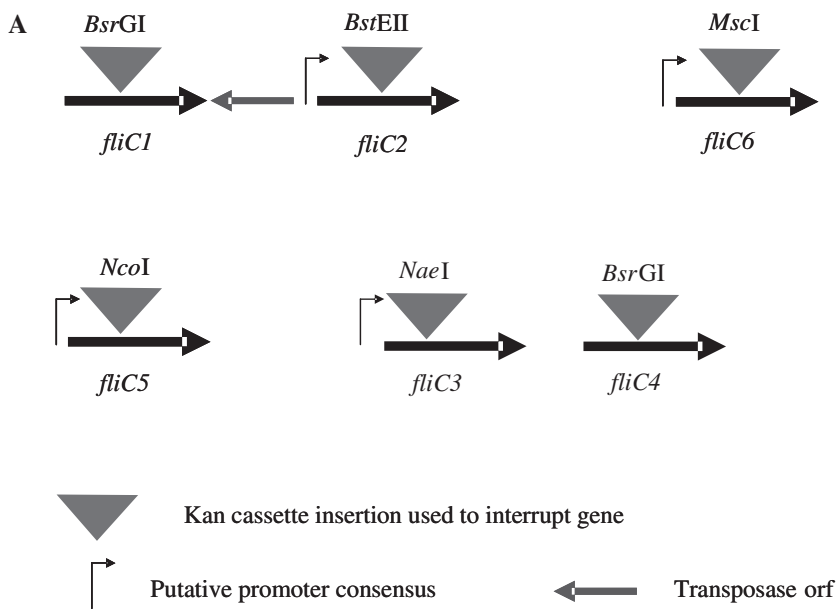 A
BsrGI
BstEII
MscI
fliC1
fliC2
fliC6
NcoI
NaeI
BsrGI
fliC5
fliC3
fliC4
Kan cassette insertion used to interrupt gene
Putative promoter consensus
Transposase orf